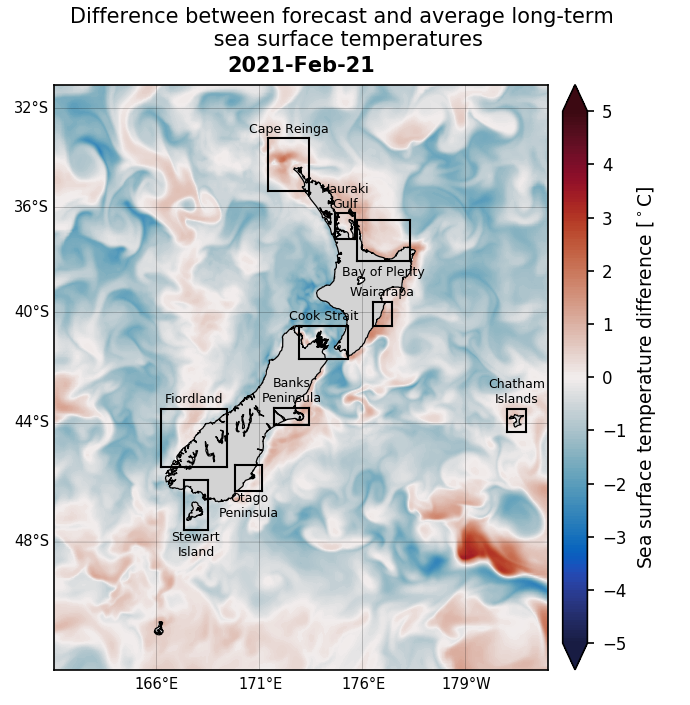 Difference between forecast and average long-term
sea surface temperatures
2021-Feb-21
32°S
36°S
40°S
44°S
48°S
Cape Reinga
Hauraki
Gulf
Bay of Plenty
Wairarapa
Cook Strait
Banks
Peninsula
Fiordland
Chatham
Islands
Otago
Peninsula
Stewart
Island
166°E
171°E
176°E
179°W
5
4
3
2
1
0
−1
−2
−3
−4
−5
Sea surface temperature difference [°C]